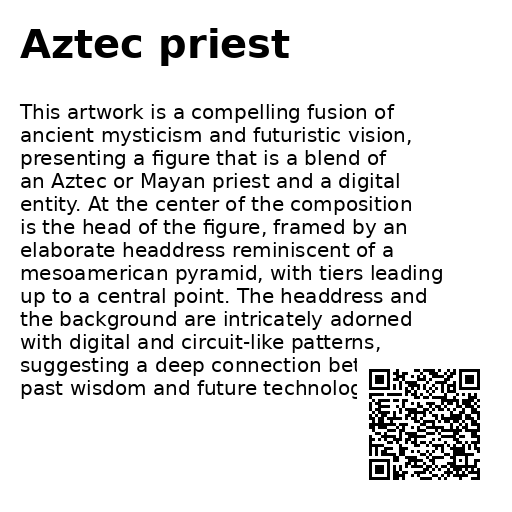 Aztec priest
This artwork is a compelling fusion of
ancient mysticism and futuristic vision,
presenting a figure that is a blend of
an Aztec or Mayan priest and a digital
entity. At the center of the composition
is the head of the figure, framed by an
elaborate headdress reminiscent of a
mesoamerican pyramid, with tiers leading
up to a central point. The headdress and
the background are intricately adorned
with digital and circuit-like patterns,
suggesting a deep connection
past wisdom and future